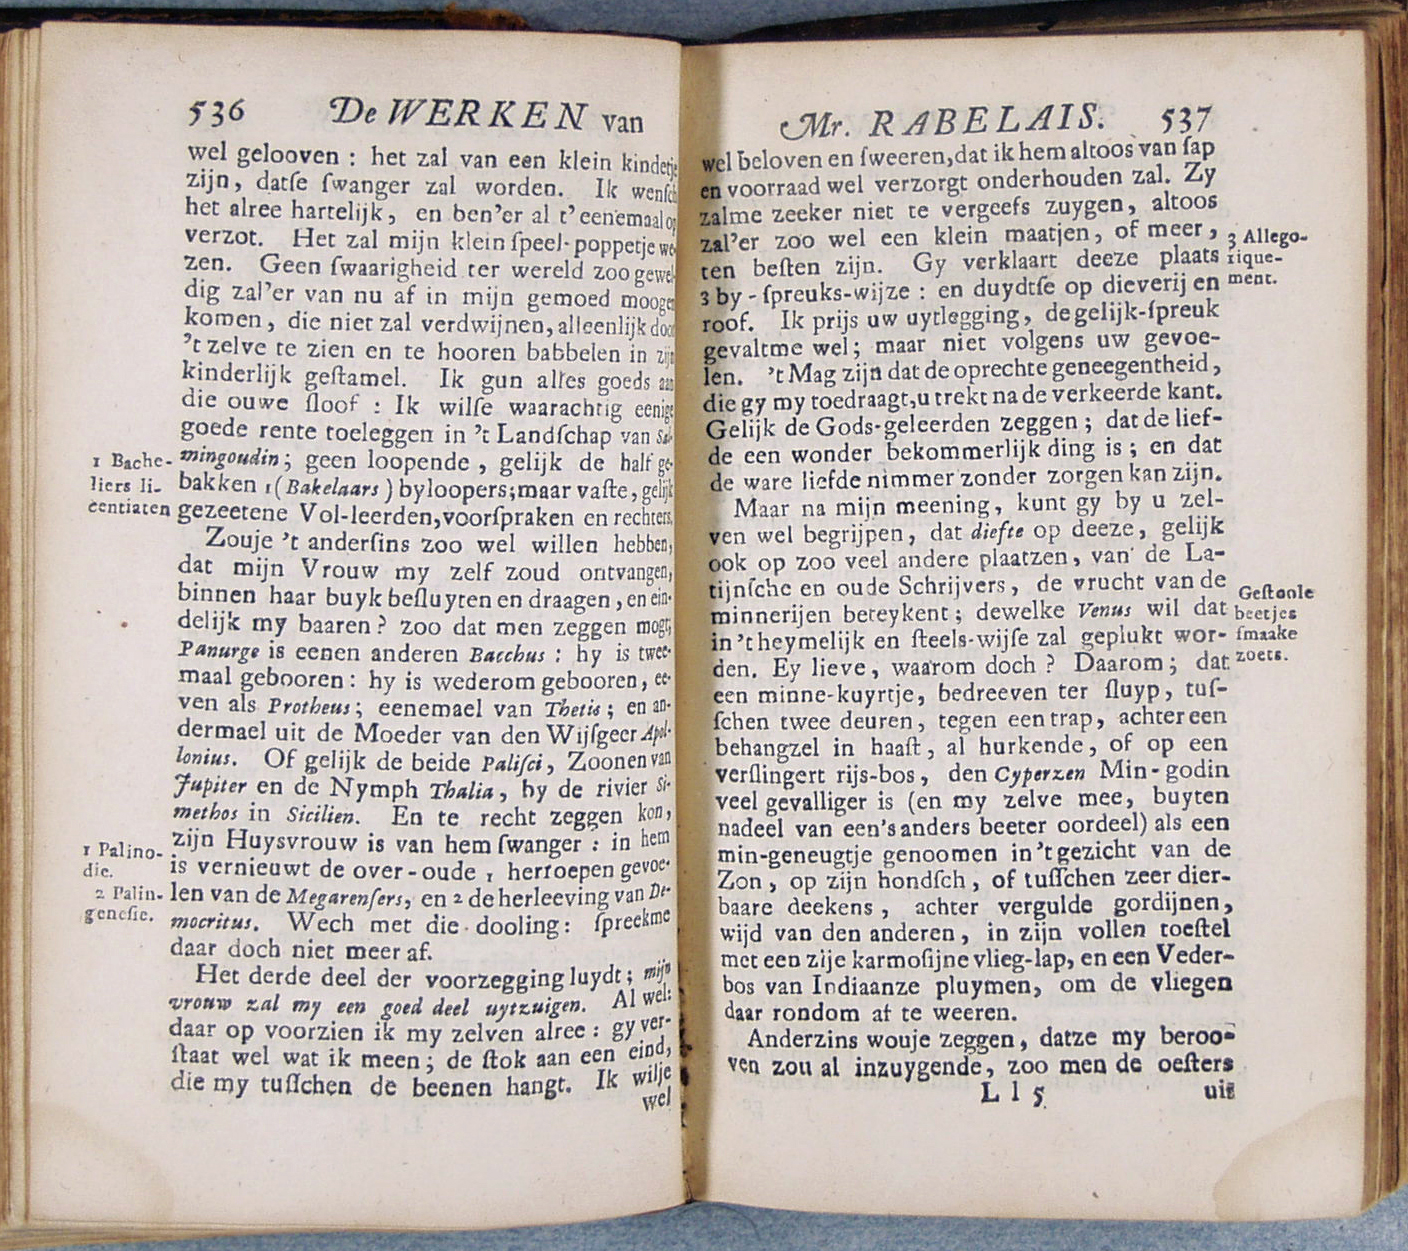 536 De WERKEN van
wel gelooven : het zal van een klein kindetje
zijn, datſe ſwanger zal worden. Ik wenſch
het alree hartelijk, en ben'er al t'eenemaal op
verzot. Het zal mijn klein ſpeel-poppetje we-
zen. Geen ſwaarigheid ter wereld zoo gewel-
dig zal'er van nu af in mijn gemoed moogen
komen, die niet zal verdwijnen, alleenlijk door
't zelve te zien en te hooren babbelen in zijn
kinderlijk geſtamel. Ik gun alles goeds aan
die ouwe ſloof : Ik wilſe waarachtig eenige
goede rente toeleggen in 't Landſchap van Sal-
mingoudin; geen loopende, gelijk de half ge-
bakken 1 (Bakelaars) byloopers; maar vaſte, gelijk
gezeetene Vol-leerden, voorſpraken en rechters.
1 Bache-
liers li-
centiaten
Zouje 't anderſins zoo wel willen hebben,
dat mijn Vrouw my zelf zoud ontvangen,
binnen haar buyk beſluyten en draagen, en ein-
delijk my baaren? zoo dat men zeggen mogt;
Panurge is eenen anderen Bacchus : hy is twee-
maal gebooren: hy is wederom gebooren, ee-
ven als Protheus; eenemael van Thetis; en an-
dermael uit de Moeder van den Wijſgeer Apol-
lonius. Of gelijk de beide Paliſci, Zoonen van
Jupiter en de Nymph Thalia, by de rivier Si-
methos in Sicilien. En te recht zeggen kon,
zijn Huysvrouw is van hem ſwanger : in hem
is vernieuwt de over-oude 1 hertoepen gevoe-
len van de Megarenſers, en 2 de herleeving van De-
mocritus. Wech met die dooling: ſpreekme
daar doch niet meer af.
1 Palino-
die.
2 Palin-
geneſie.
Het derde deel der voorzegging luydt; mijn
vrouw zal my een goed deel uytzuigen. Al wel:
daar op voorzien ik my zelven alree : gy ver-
ſtaat wel wat ik meen; de ſtok aan een eind,
die my tuſſchen de beenen hangt. Ik wilje
wel
Mr. RABELAIS. 537
wel beloven en ſweeren, dat ik hem altoos van ſap
en voorraad wel verzorgt onderhouden zal. Zy
zalme zeeker niet te vergeefs zuygen, altoos
zal'er zoo wel een klein maatjen, of meer,
ten beſten zijn. Gy verklaart deeze plaats
3 by-ſpreuks-wijze : en duydtſe op dieverij en
roof. Ik prijs uw uytlegging, de gelijk-ſpreuk
gevaltme wel; maar niet volgens uw gevoe-
len. 't Mag zijn dat de oprechte geneegentheid,
die gy my toedraagt, u trekt na de verkeerde kant.
Gelijk de Gods-geleerden zeggen; dat de lief-
de een wonder bekommerlijk ding is; en dat
de ware liefde nimmer zonder zorgen kan zijn.
3 Allego-
rique-
ment.
Maar na mijn meening, kunt gy by u zel-
ven wel begrijpen, dat diefte op deeze, gelijk
ook op zoo veel andere plaatzen, van de La-
tijnſche en oude Schrijvers, de vrucht van de
minnerijen beteykent; dewelke Venus wil dat
in 't heymelijk en ſteels-wijſe zal geplukt wor-
den. Ey lieve, waarom doch? Daarom; dat
een minne-kuyrtje, bedreeven ter ſluyp, tuſ-
ſchen twee deuren, tegen een trap, achter een
behangzel in haaſt, al hurkende, of op een
verſlingert rijs-bos, den Cyperzen Min-godin
veel gevalliger is (en my zelve mee, buyten
nadeel van een's anders beeter oordeel) als een
min-geneugtje genoomen in 't gezicht van de
Zon, op zijn hondſch, of tuſſchen zeer dier-
baare deekens, achter vergulde gordijnen,
wijd van den anderen, in zijn vollen toeſtel
met een zije karmoſijne vlieg-lap, en een Veder-
bos van Indiaanze pluymen, om de vliegen
daar rondom af te weeren.
Geſtoole
beetjes
ſmaake
zoets.
Anderzins wouje zeggen, datze my beroo-
ven zou al inzuygende, zoo men de oeſters
L l 5 uit